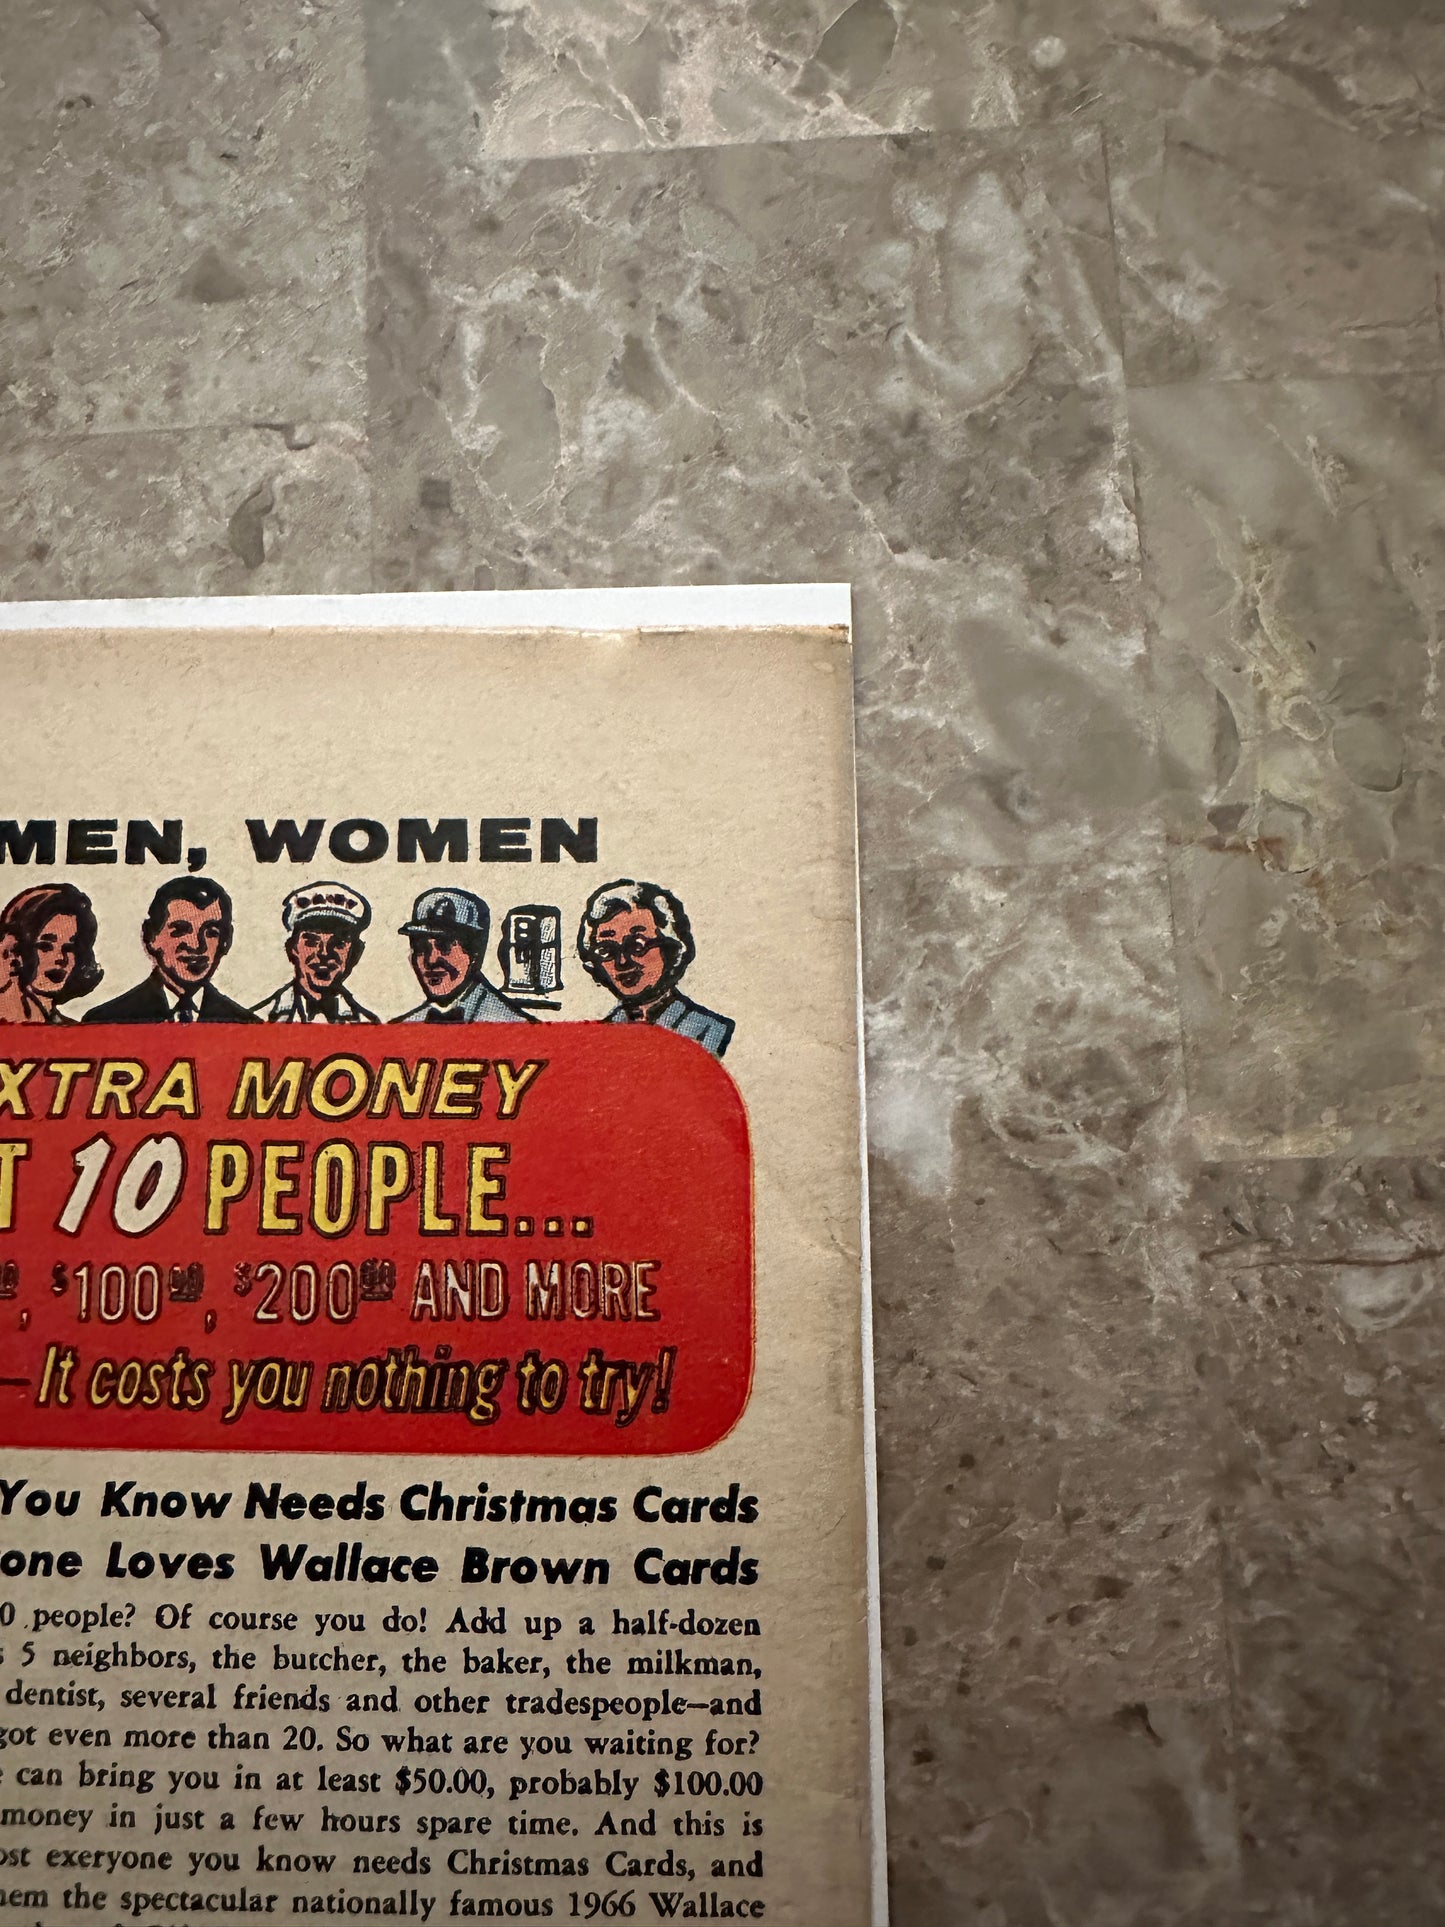 MEN, WOMEN
DAIRY
XTRA MONEY
T 10 PEOPLE...
, $100⁰⁰, $200⁰⁰ AND MORE
—It costs you nothing to try!
You Know Needs Christmas Cards
one Loves Wallace Brown Cards
0 people? Of course you do! Add up a half-dozen
5 neighbors, the butcher, the baker, the milkman,
dentist, several friends and other tradespeople—and
got even more than 20. So what are you waiting for?
can bring you in at least $50.00, probably $100.00
money in just a few hours spare time. And this is
ost exeryone you know needs Christmas Cards, and
hem the spectacular nationally famous 1966 Wallace